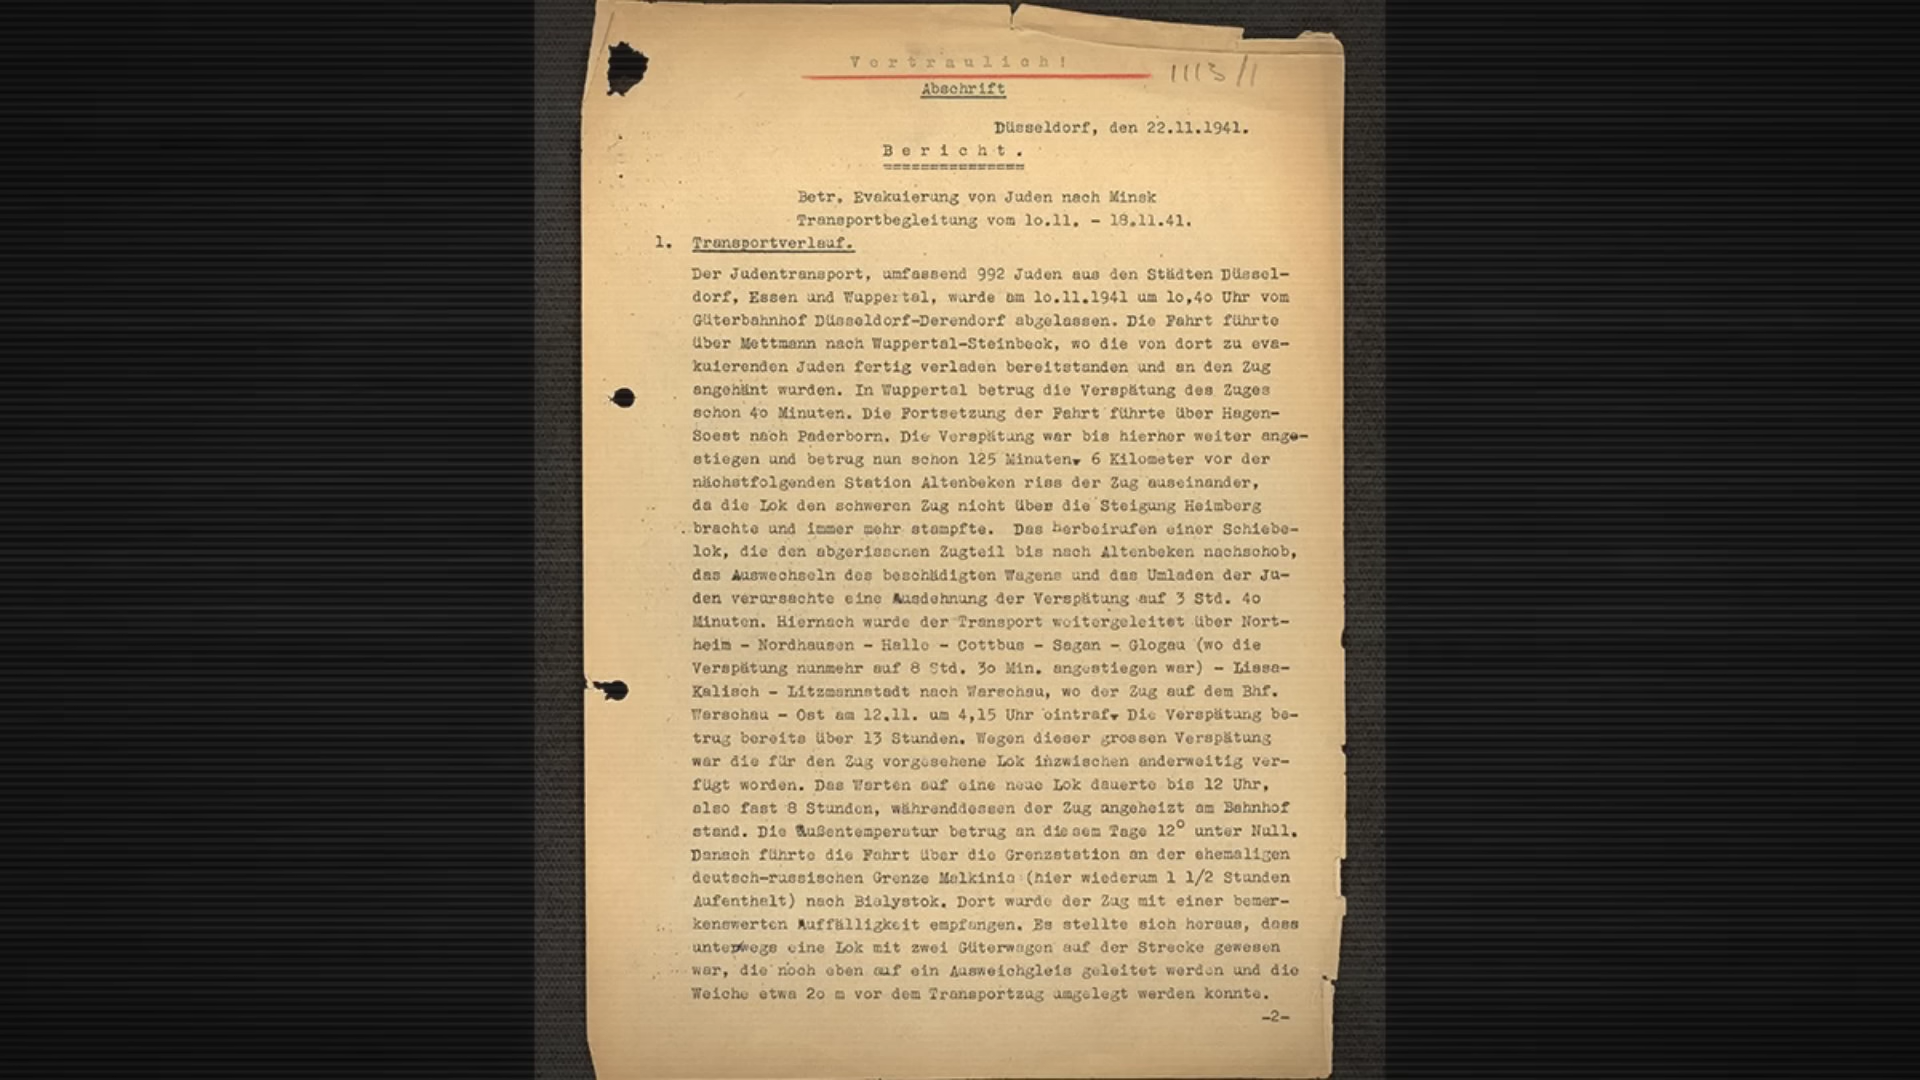 Vertraulich!
1113/1
Abschrift
Düsseldorf, den 22.11.1941.
Bericht.
==============
Betr. Evakuierung von Juden nach Minsk
Transportbegleitung vom 1o.11. - 18.11.41.
1. Transportverlauf.
Der Judentransport, umfassend 992 Juden aus den Städten Düssel-
dorf, Essen und Wuppertal, wurde am 1o.11.1941 um 1o,4o Uhr vom
Güterbahnhof Düsseldorf-Derendorf abgelassen. Die Fahrt führte
über Mettmann nach Wuppertal-Steinbeck, wo die von dort zu eva-
kuierenden Juden fertig verladen bereitstanden und an den Zug
angehänt wurden. In Wuppertal betrug die Verspätung des Zuges
schon 4o Minuten. Die Fortsetzung der Fahrt führte über Hagen-
Soest nach Paderborn. Die Verspätung war bis hierher weiter ange-
stiegen und betrug nun schon 125 Minuten. 6 Kilometer vor der
nächstfolgenden Station Altenbeken riss der Zug auseinander,
da die Lok den schweren Zug nicht über die Steigung Heimberg
brachte und immer mehr stampfte. Das herbeirufen einer Schiebe-
lok, die den abgerissenen Zugteil bis nach Altenbeken nachschob,
das Auswechseln des beschädigten Wagens und das Umladen der Ju-
den verursachte eine Ausdehnung der Verspätung auf 3 Std. 4o
Minuten. Hiernach wurde der Transport weitergeleitet über Nort-
heim - Nordhausen - Halle - Cottbus - Sagan - Glogau (wo die
Verspätung nunmehr auf 8 Std. 3o Min. angestiegen war) - Lissa-
Kalisch - Litzmannstadt nach Warschau, wo der Zug auf dem Bhf.
Warschau - Ost am 12.11. um 4,15 Uhr eintraf. Die Verspätung be-
trug bereits über 13 Stunden. Wegen dieser grossen Verspätung
war die für den Zug vorgesehene Lok inzwischen anderweitig ver-
fügt worden. Das Warten auf eine neue Lok dauerte bis 12 Uhr,
also fast 8 Stunden, währenddessen der Zug angeheizt am Bahnhof
stand. Die Außentemperatur betrug an diesem Tage 12° unter Null.
Danach führte die Fahrt über die Grenzstation an der ehemaligen
deutsch-russischen Grenze Malkinia (hier wiederum 1 1/2 Stunden
Aufenthalt) nach Bialystok. Dort wurde der Zug mit einer bemer-
kenswerten Auffälligkeit empfangen. Es stellte sich heraus, dass
unterwegs eine Lok mit zwei Güterwagen auf der Strecke gewesen
war, die noch eben auf ein Ausweichgleis geleitet werden und die
Weiche etwa 2o m vor dem Transportzug umgelegt werden konnte.
-2-